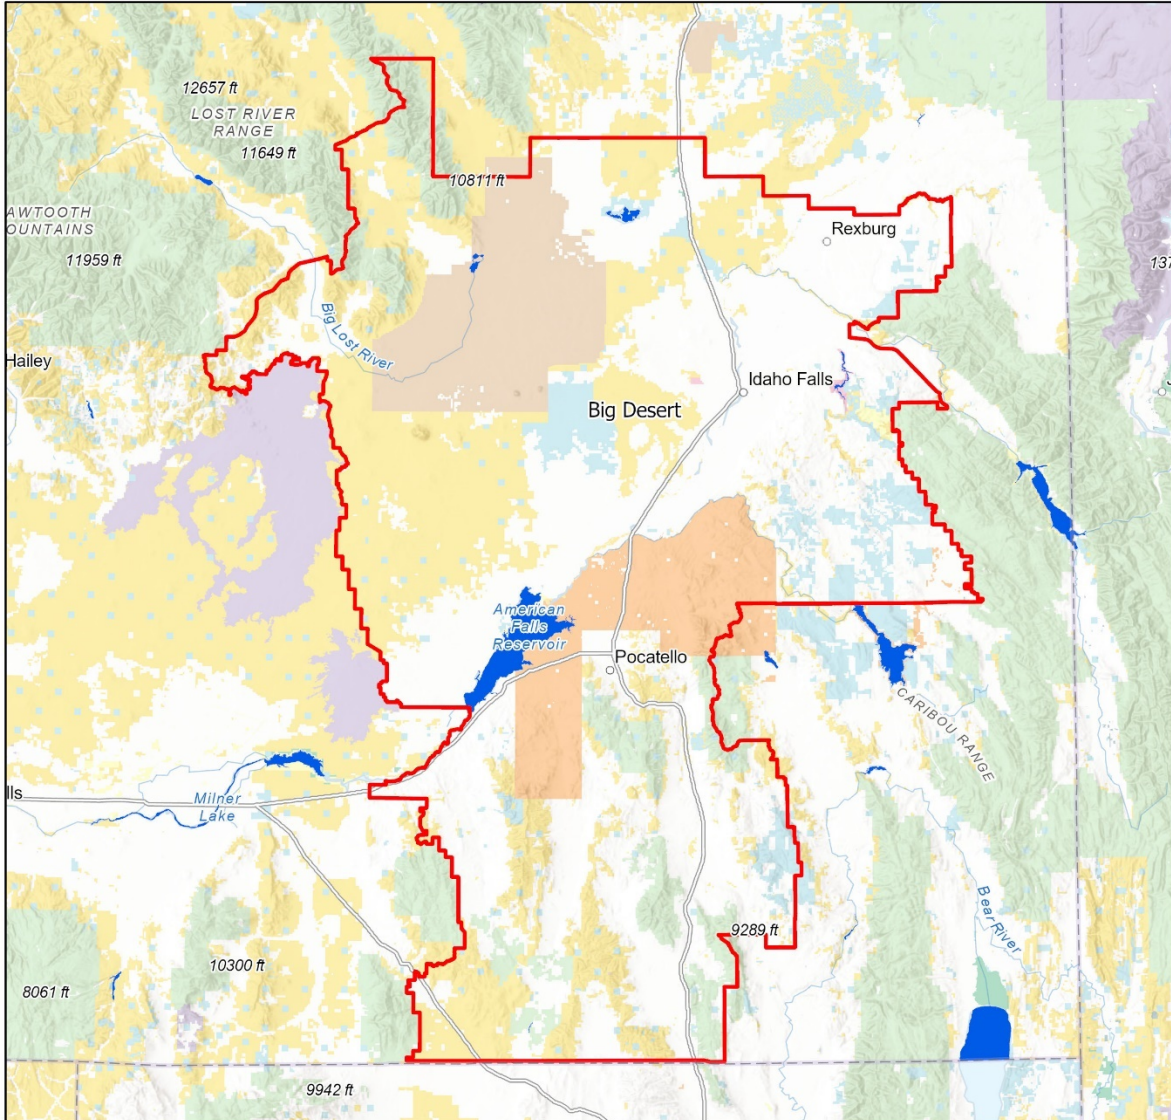 12657 ft
LOST RIVER
RANGE
11649 ft
10811 ft
AWTOOTH
OUNTAINS
11959 ft
Rexburg
137
Big Lost River
Hailey
Idaho Falls
Big Desert
American
Falls
Reservoir
Pocatello
CARIBOU RANGE
lls
Milner
Lake
Bear River
9289 ft
10300 ft
8061 ft
9942 ft